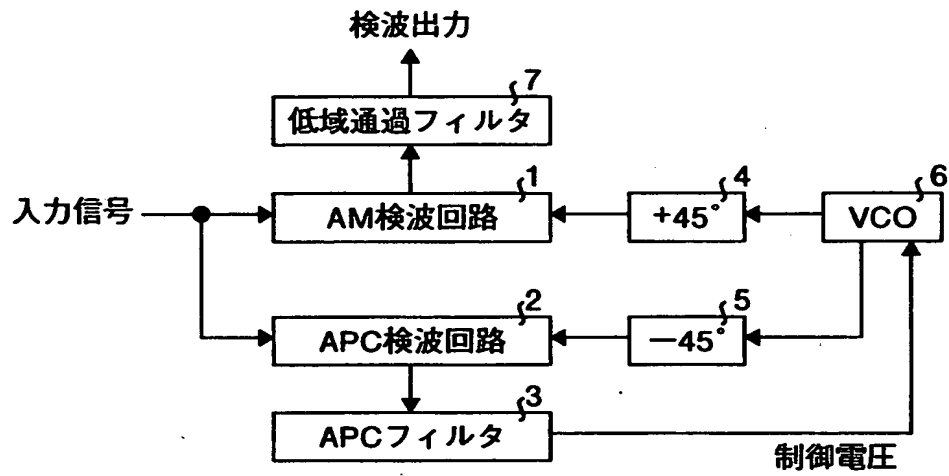 検波出力
7
低域通過フィルタ
1
4
6
入力信号
AM検波回路
+45°
VCO
2
5
APC検波回路
−45°
3
APCフィルタ
制御電圧